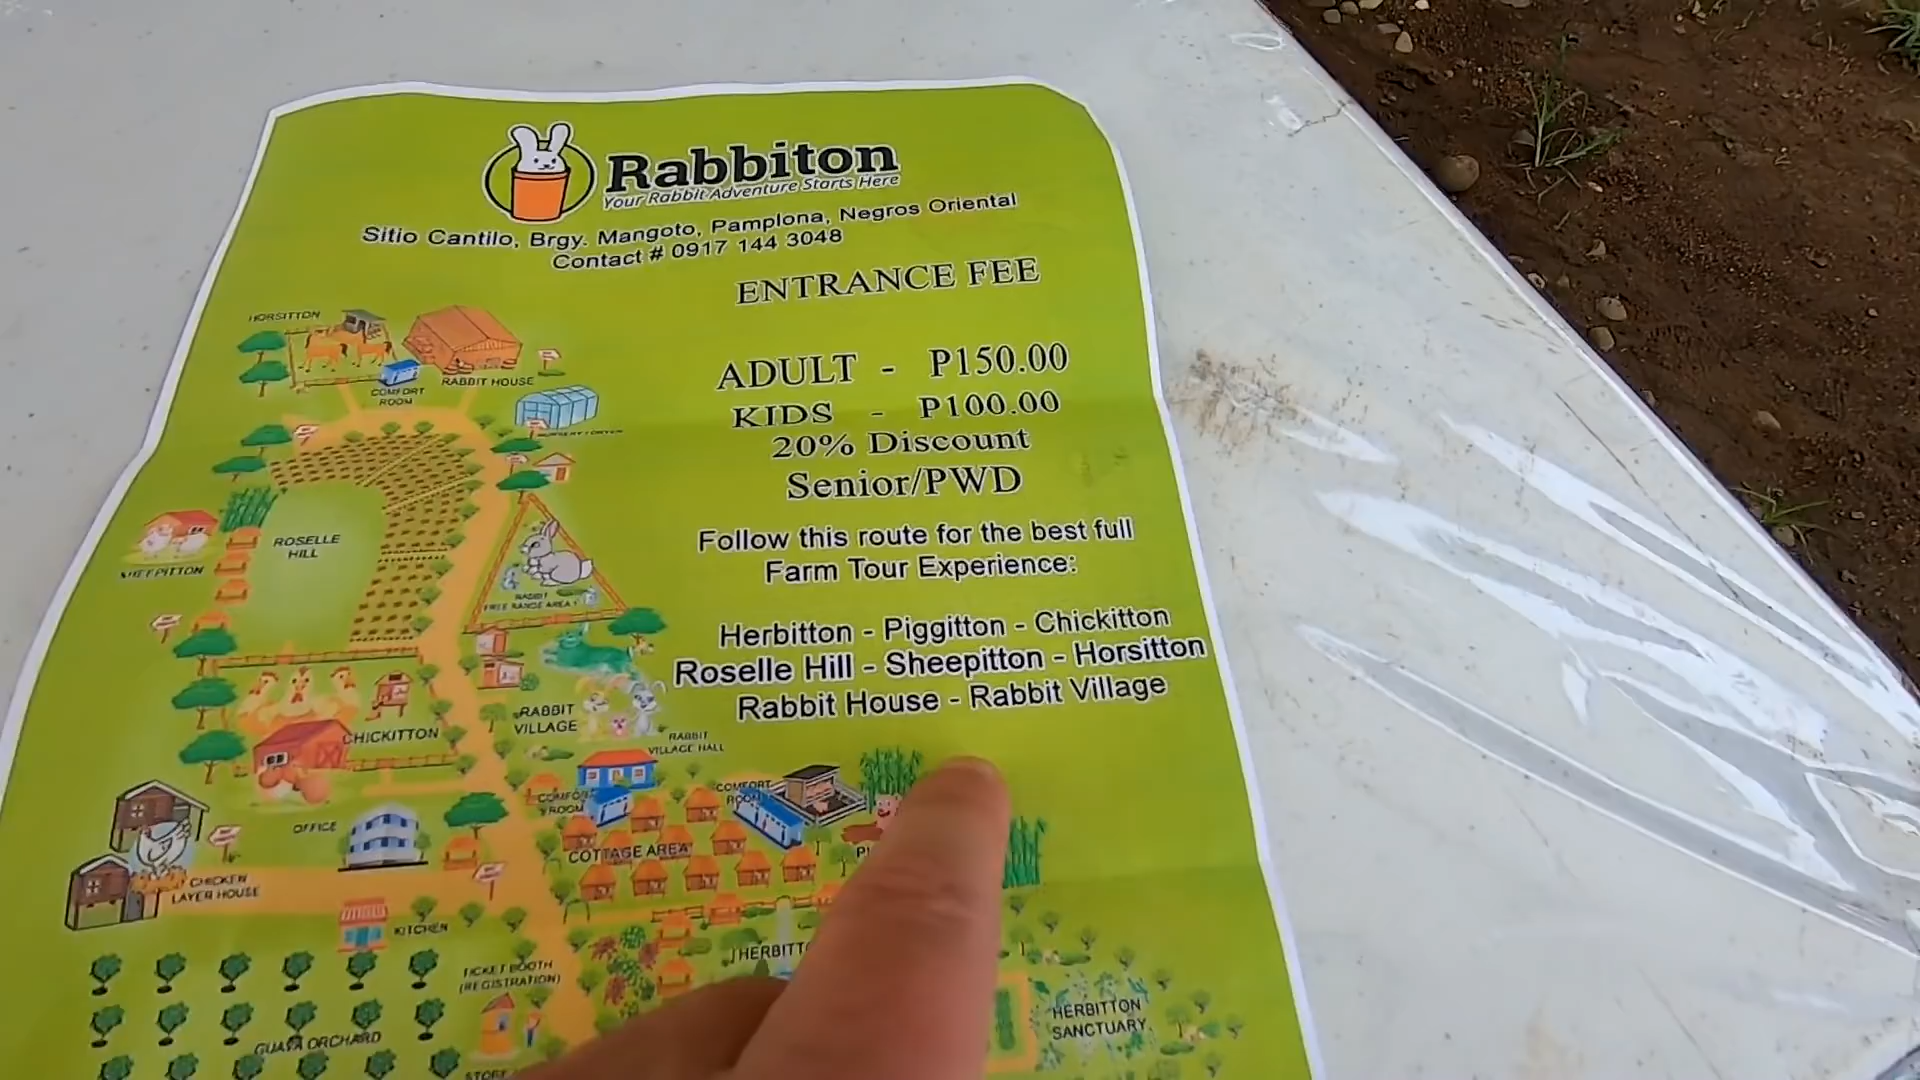 Rabbiton
Your Rabbit Adventure Starts Here
Sitio Cantilo, Brgy. Mangoto, Pamplona, Negros Oriental
Contact # 0917 144 3048
ENTRANCE FEE
ADULT - P150.00
KIDS - P100.00
20% Discount
Senior/PWD
Follow this route for the best full
Farm Tour Experience:
Herbitton - Piggitton - Chickitton
Roselle Hill - Sheepitton - Horsitton
Rabbit House - Rabbit Village
HORSITTON
RABBIT HOUSE
COMFORT
ROOM
ROSELLE
HILL
SHEEPITTON
RABBIT
FREE RANGE AREA
RABBIT
VILLAGE
RABBIT
VILLAGE HALL
CHICKITTON
COMFORT
ROOM
COMFORT
ROOM
OFFICE
COTTAGE AREA
CHICKEN
LAYER HOUSE
KITCHEN
TICKET BOOTH
(REGISTRATION)
HERBITTON
SANCTUARY
GUAVA ORCHARD